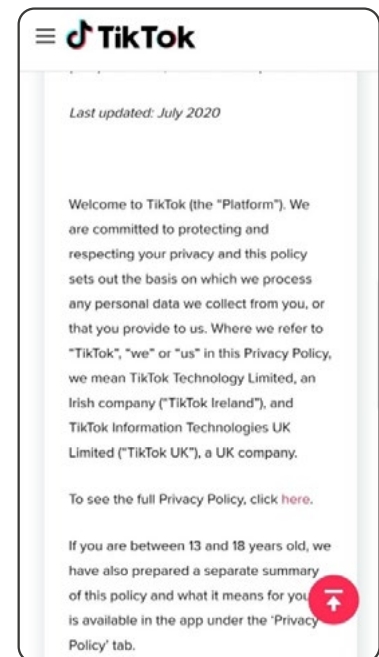 TikTok
Last updated: July 2020
Welcome to TikTok (the "Platform"). We
are committed to protecting and
respecting your privacy and this policy
sets out the basis on which we process
any personal data we collect from you, or
that you provide to us. Where we refer to
"TikTok", "we" or "us" in this Privacy Policy,
we mean TikTok Technology Limited, an
Irish company ("TikTok Ireland"), and
TikTok Information Technologies UK
Limited ("TikTok UK"), a UK company.
To see the full Privacy Policy, click here.
If you are between 13 and 18 years old, we
have also prepared a separate summary
of this policy and what it means for you
is available in the app under the 'Privacy
Policy' tab.